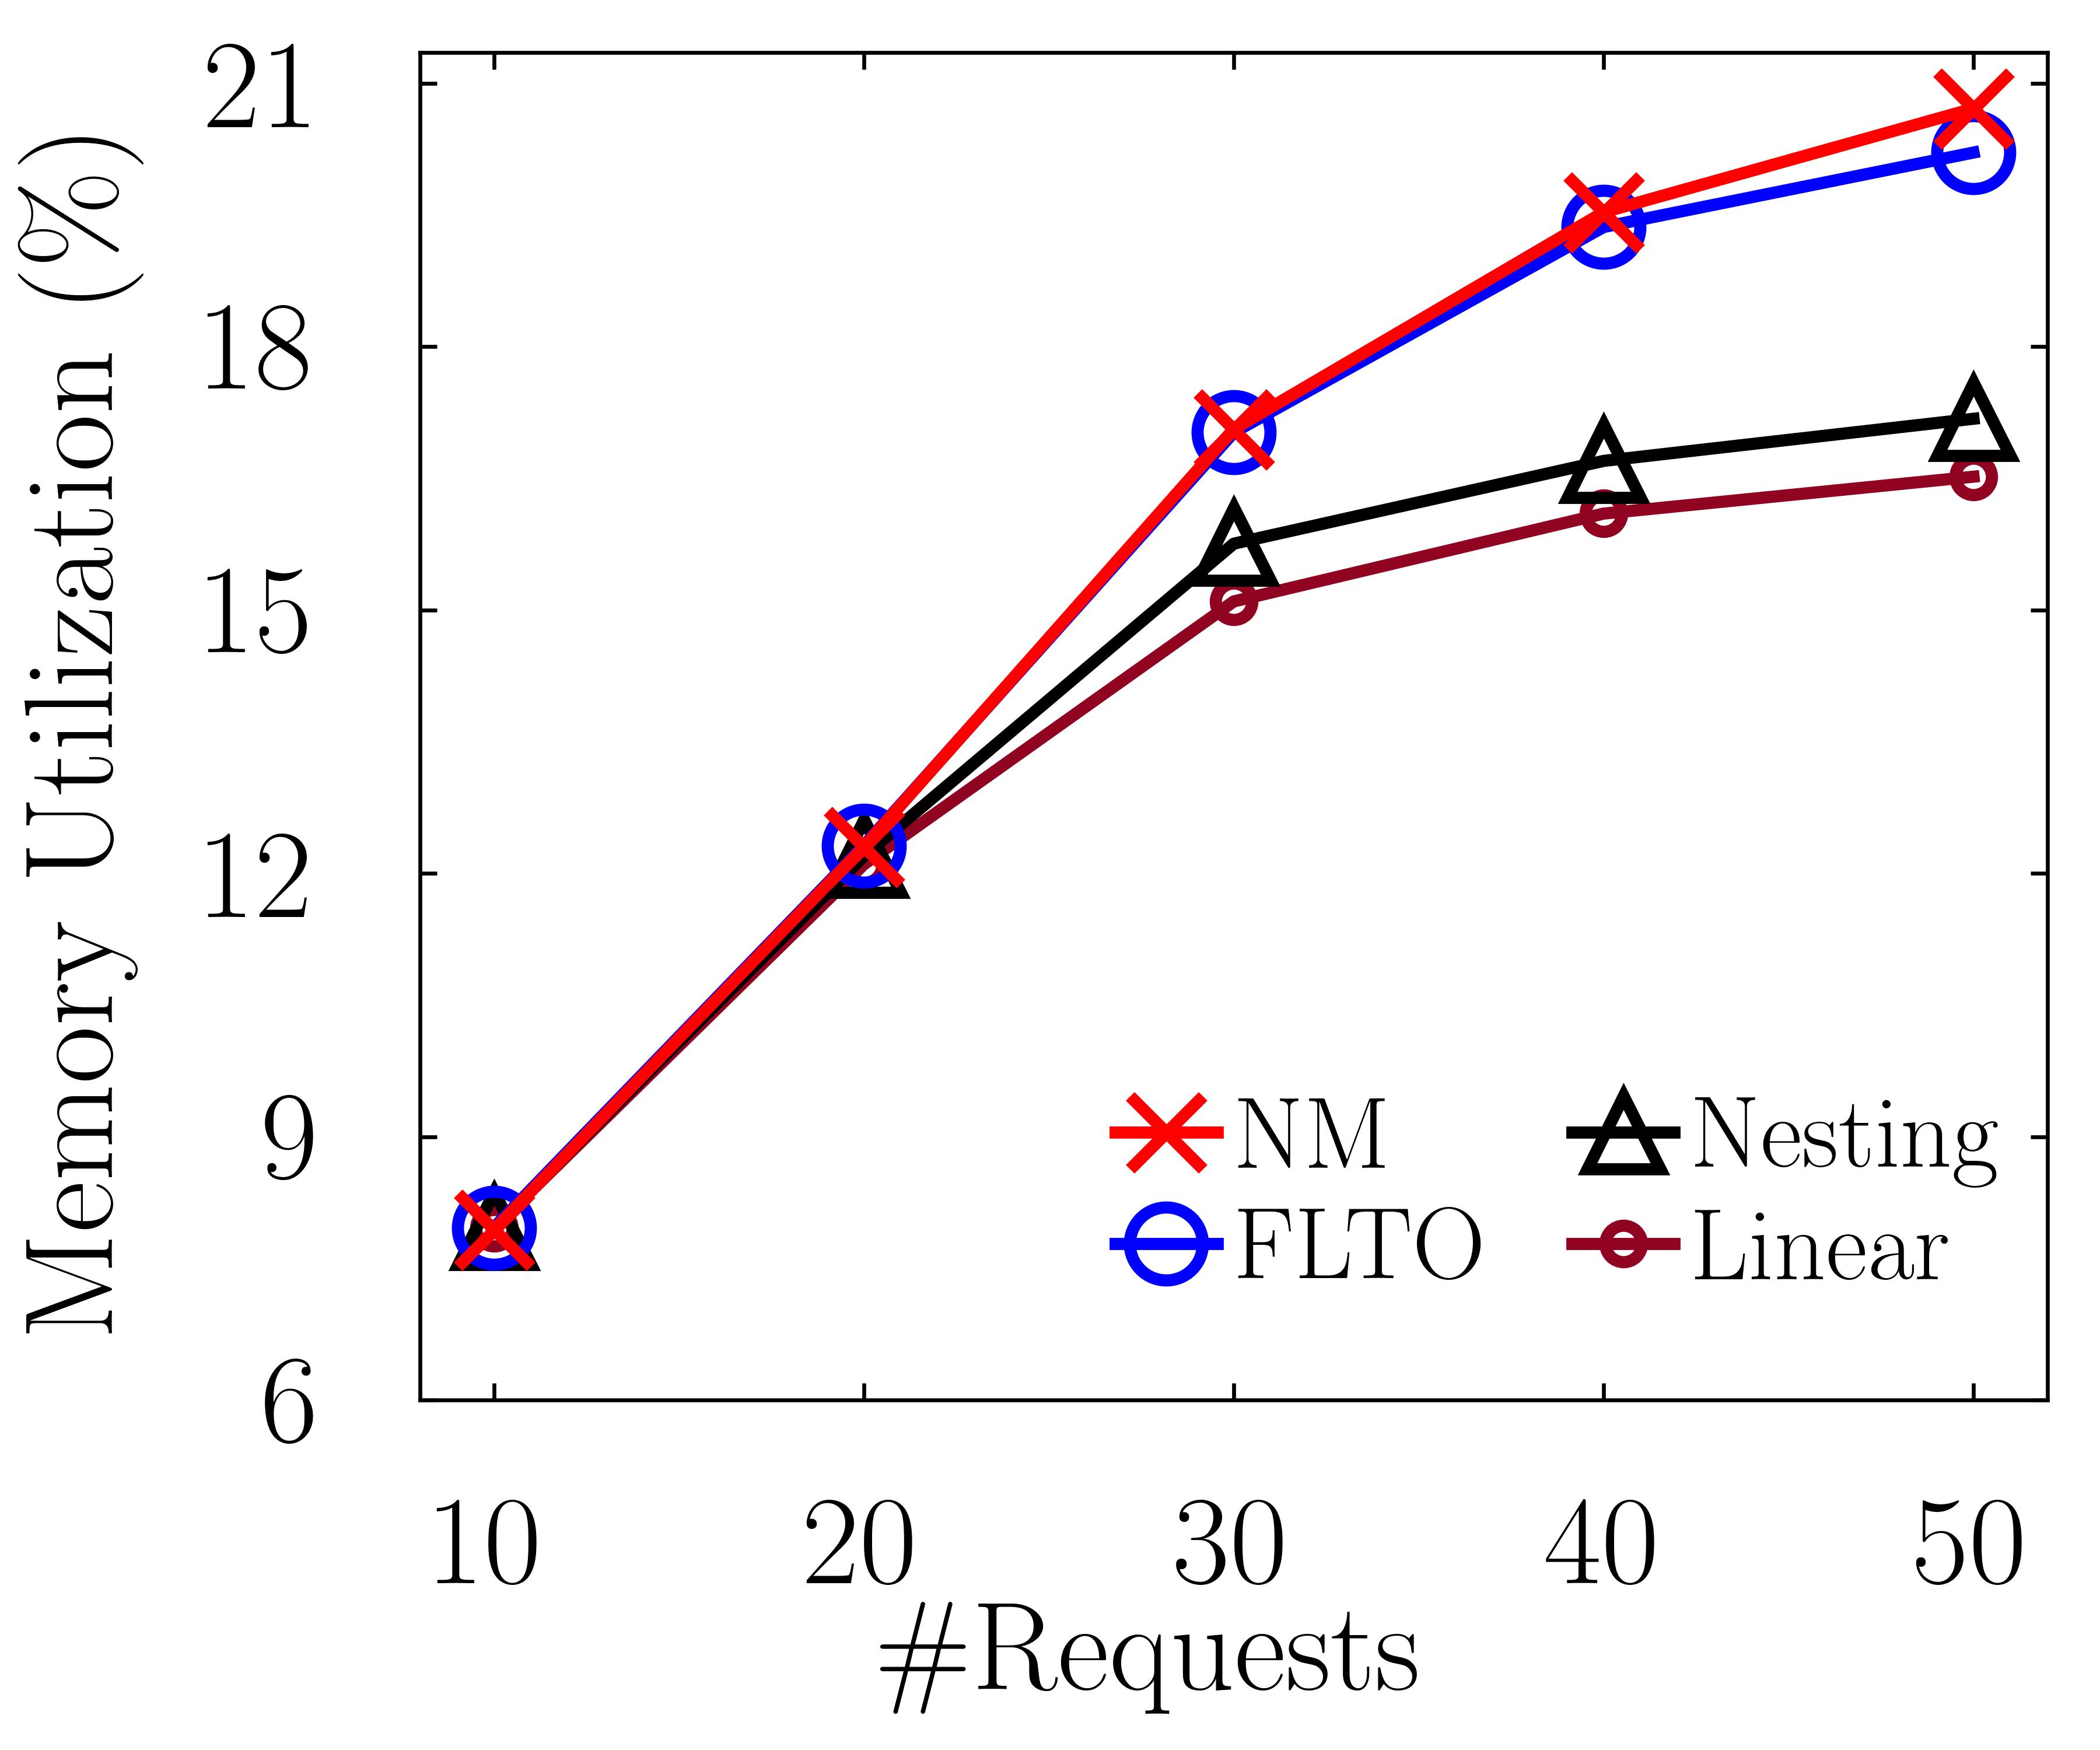 Memory Utilization (%)
21
18
15
12
9
6
NM Nesting
FLTO Linear
10 20 30 40 50
#Requests